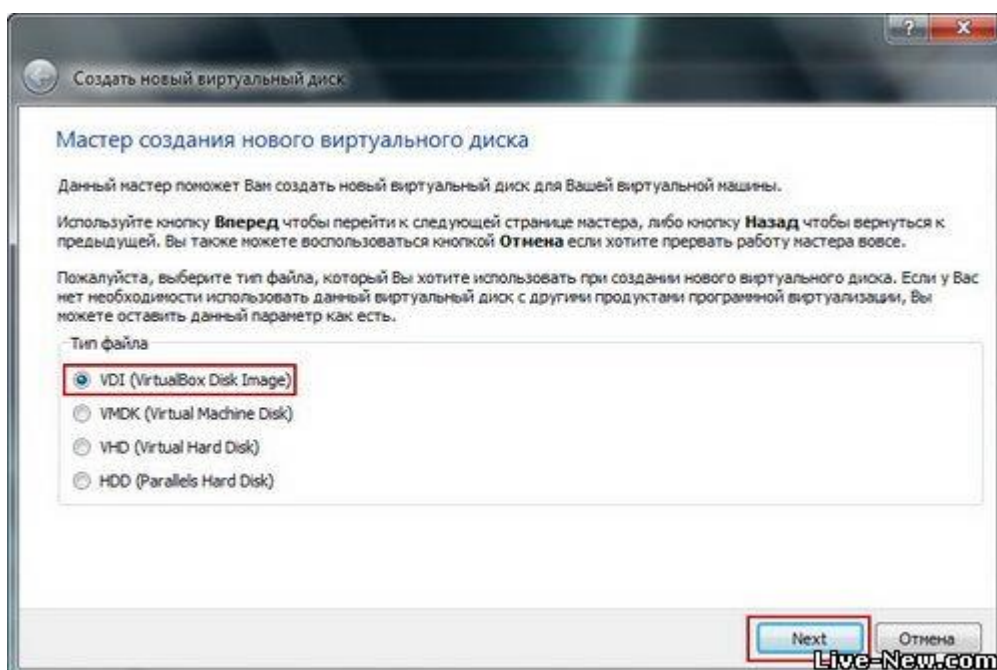 ?
Создать новый виртуальный диск
Мастер создания нового виртуального диска
Данный мастер поможет Вам создать новый виртуальный диск для Вашей виртуальной машины.
Используйте кнопку Вперед чтобы перейти к следующей странице мастера, либо кнопку Назад чтобы вернуться к
предыдущей. Вы также можете воспользоваться кнопкой Отмена если хотите прервать работу мастера вовсе.
Пожалуйста, выберите тип файла, который Вы хотите использовать при создании нового виртуального диска. Если у Вас
нет необходимости использовать данный виртуальный диск с другими продуктами программной виртуализации, Вы
можете оставить данный параметр как есть.
Тип файла
VDI (VirtualBox Disk Image)
VMDK (Virtual Machine Disk)
VHD (Virtual Hard Disk)
HDD (Parallels Hard Disk)
Next Отмена
Live-New.com